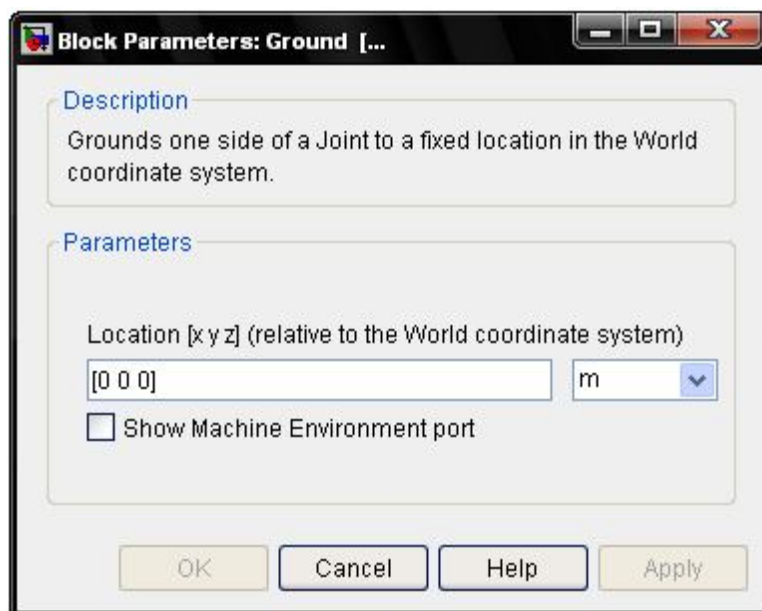 Block Parameters: Ground [...
Description
Grounds one side of a Joint to a fixed location in the World
coordinate system.
Parameters
Location [x y z] (relative to the World coordinate system)
[0 0 0] m
Show Machine Environment port
OK Cancel Help Apply